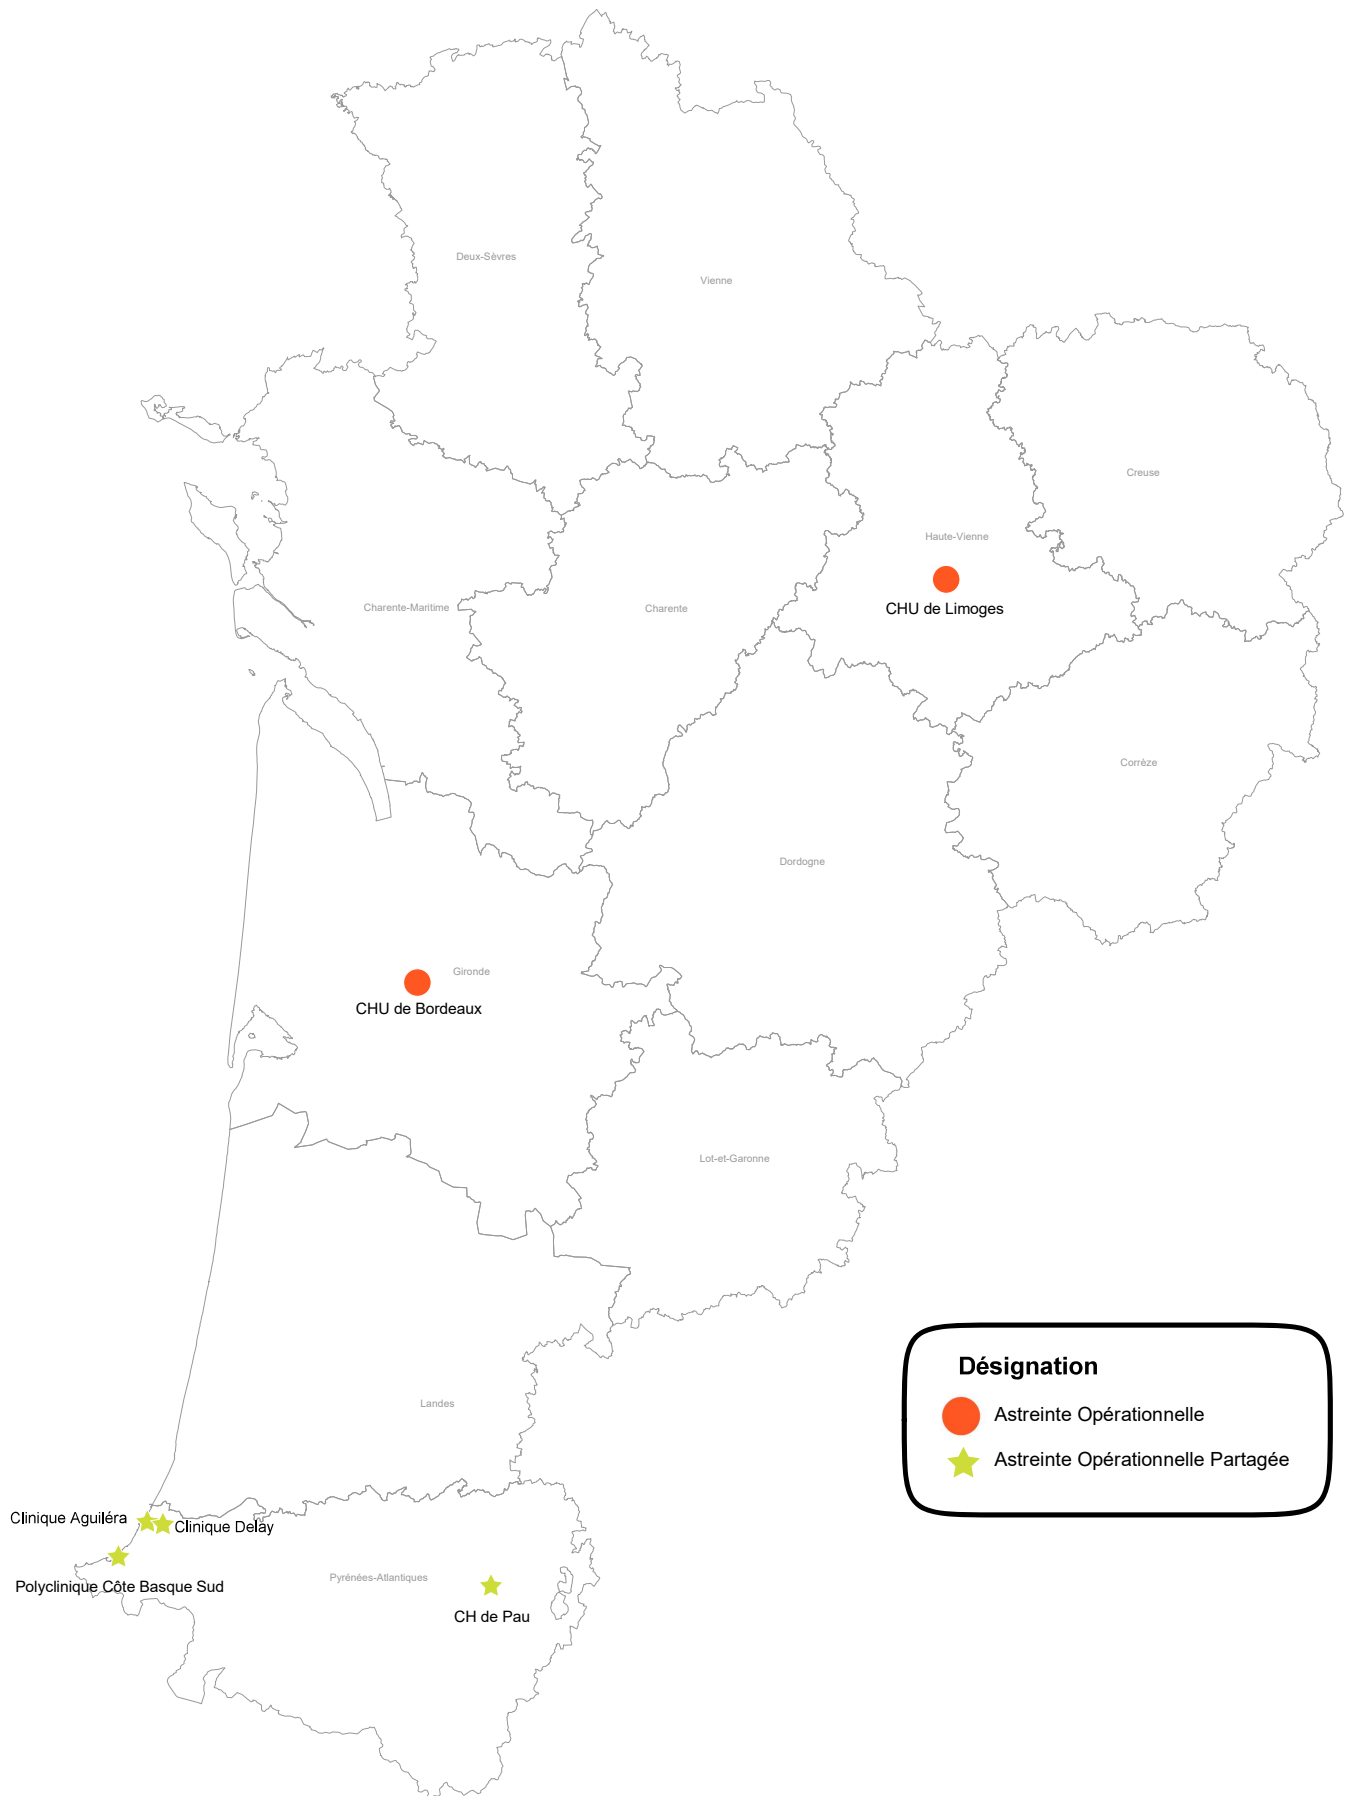 Deux-Sèvres
Vienne
Creuse
Haute-Vienne
CHU de Limoges
Charente-Maritime
Charente
Corrèze
Dordogne
Gironde
CHU de Bordeaux
Lot-et-Garonne
Landes
Désignation
Astreinte Opérationnelle
Astreinte Opérationnelle Partagée
Clinique Aguiléra
Clinique Delay
Polyclinique Côte Basque Sud
Pyrénées-Atlantiques
CH de Pau